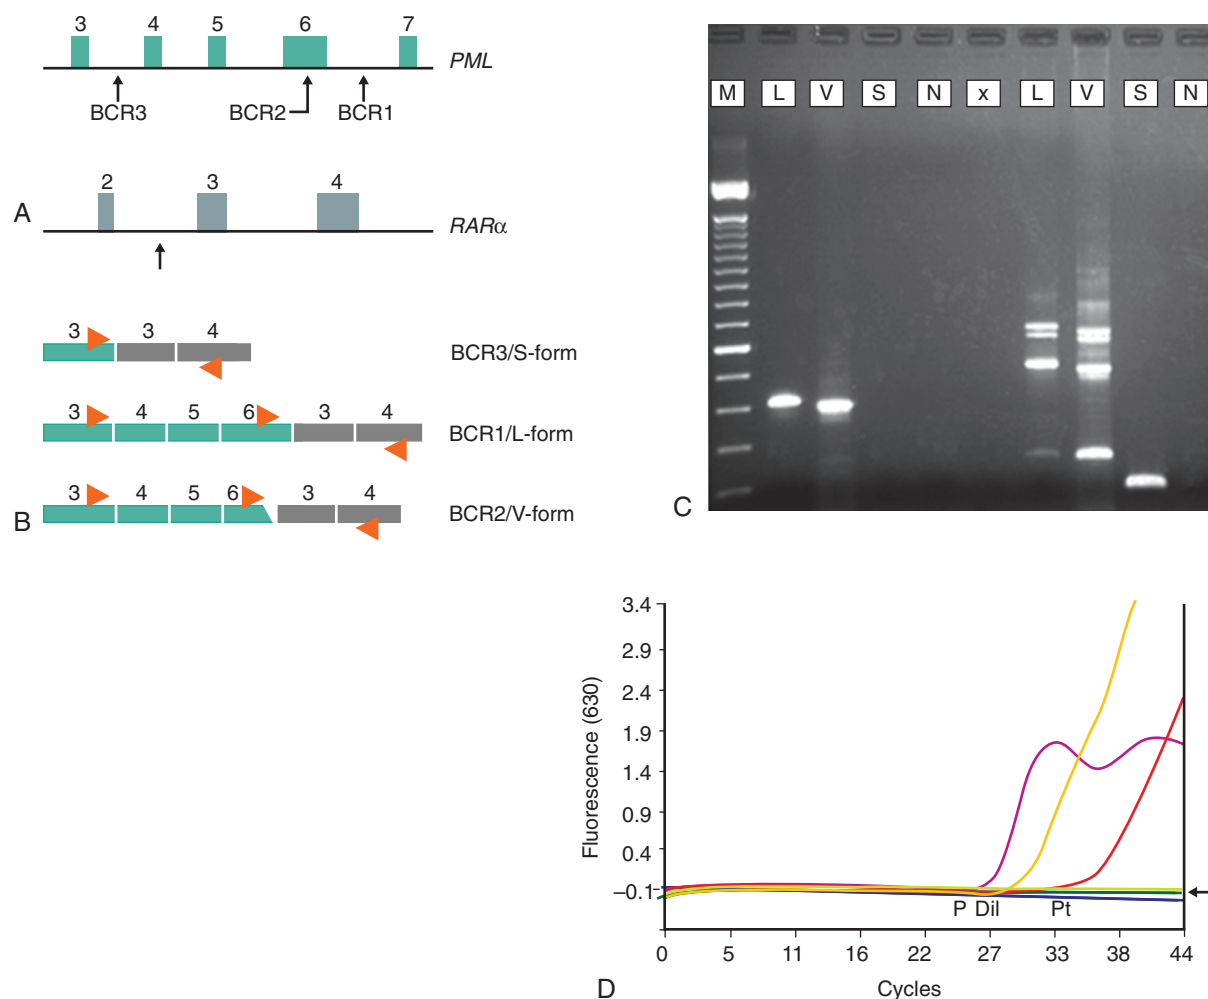 3 4 5 6 7
PML
BCR3 BCR2 BCR1
2 3 4
A
RARα
3 3 4
BCR3/S-form
3 4 5 6 3 4
BCR1/L-form
3 4 5 6 3 4
B
BCR2/V-form
M L V S N x L V S N
C
3.4
2.9
2.4
1.9
1.4
0.9
0.4
–0.1
Fluorescence (630)
P Dil Pt
0 5 11 16 22 27 33 38 44
Cycles
D